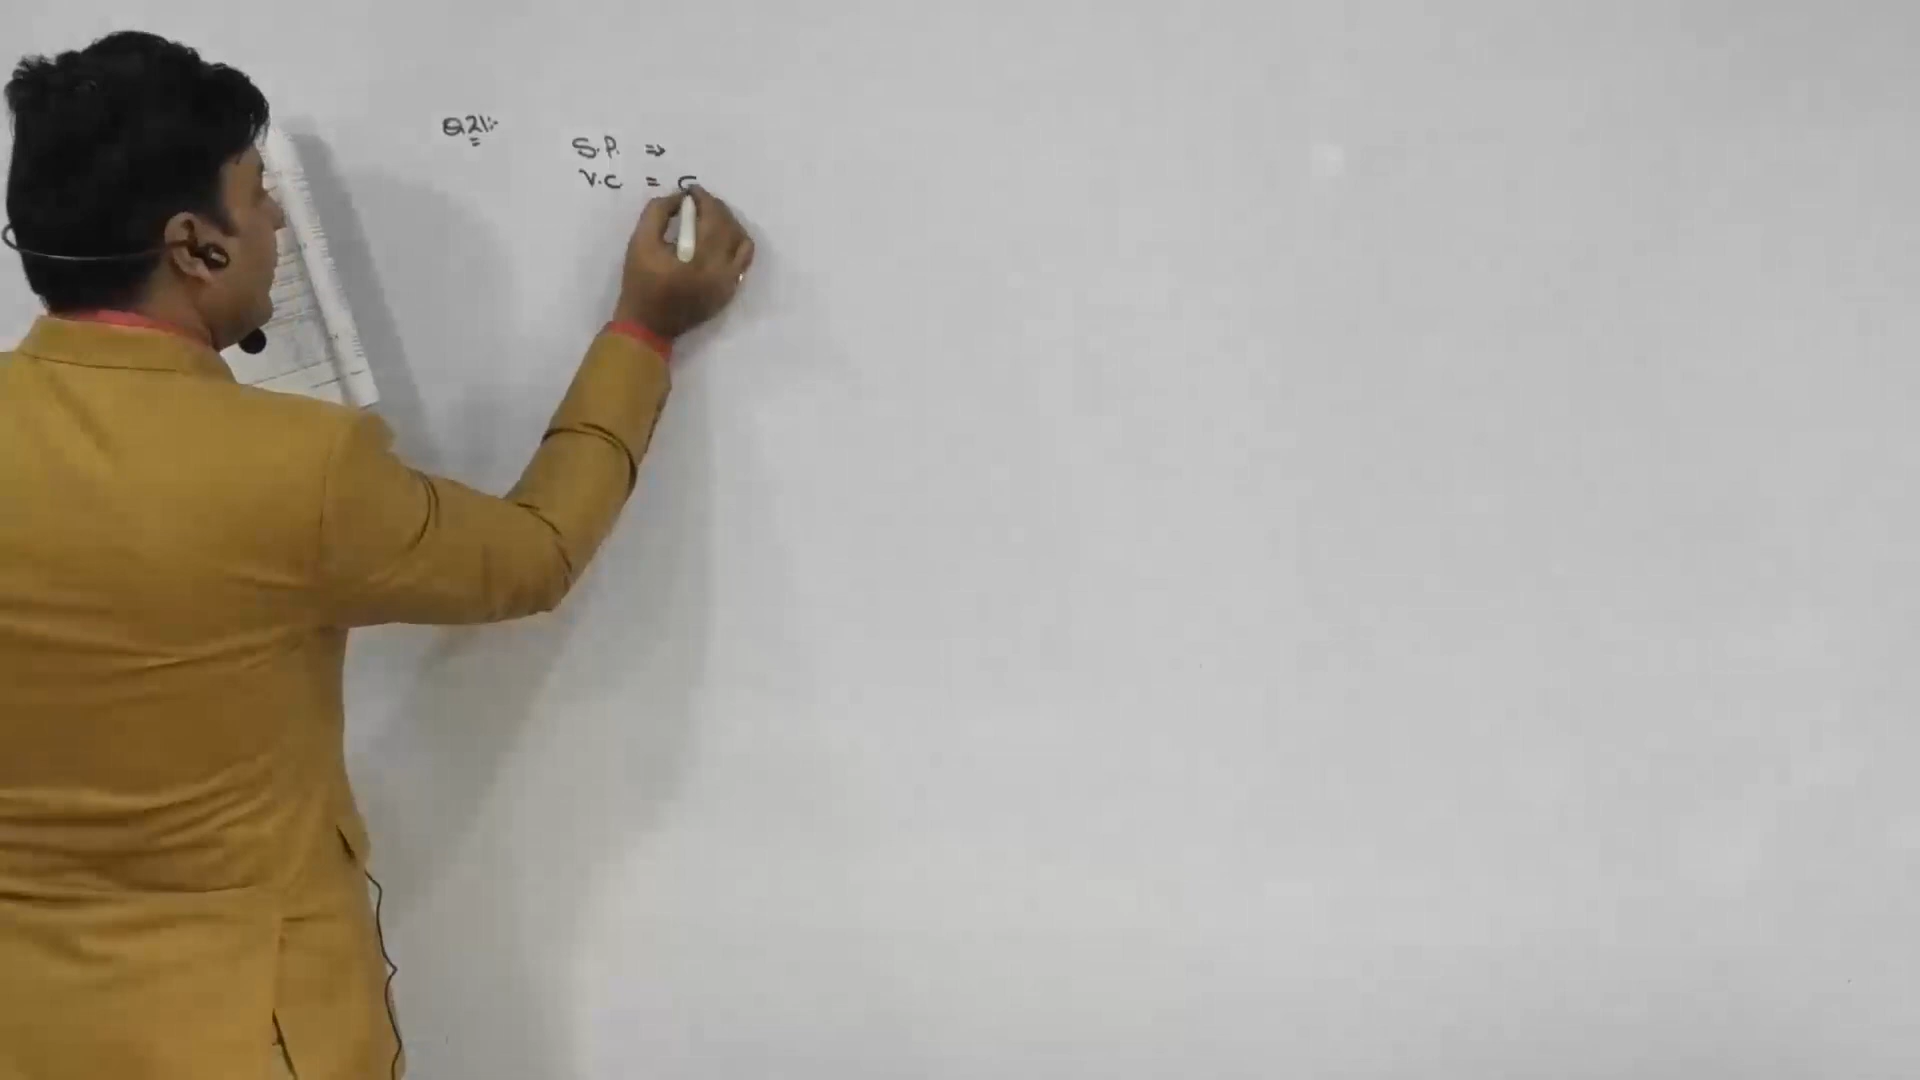 Q21:-
S.P. ⇒
V.C =